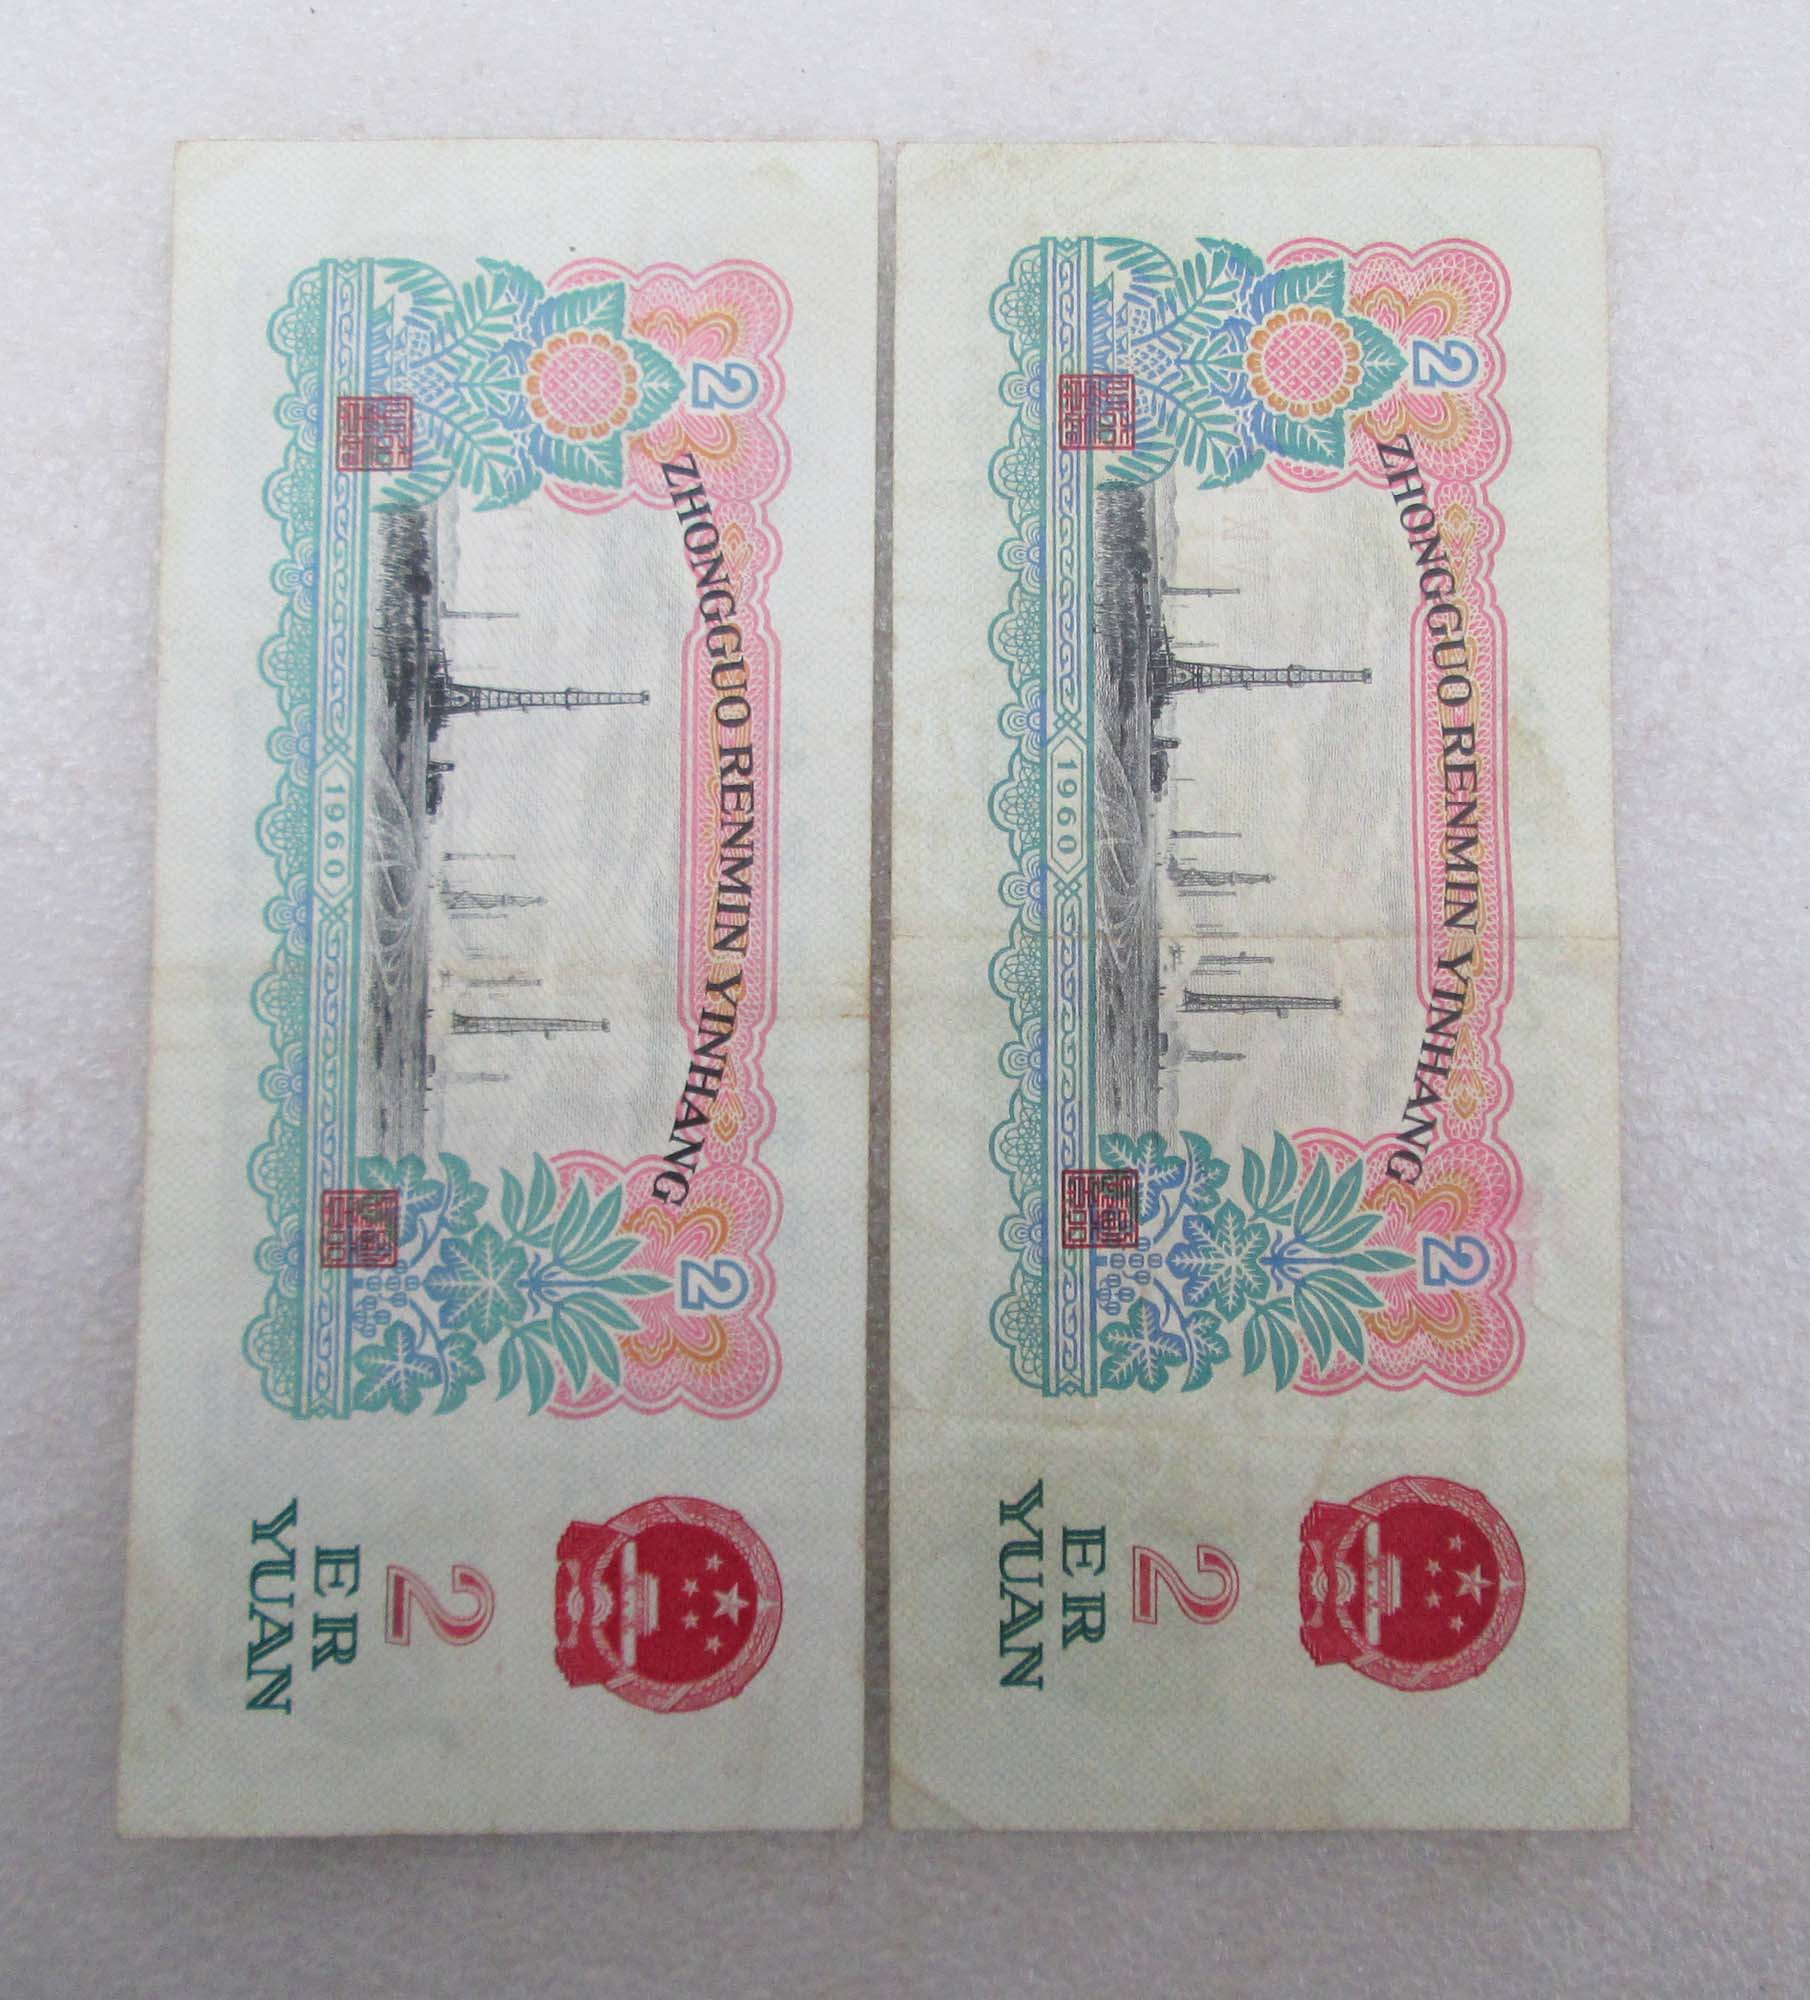 ZHONGGUO RENMIN YINHANG
2
2
1960
2
ER
YUAN
ZHONGGUO RENMIN YINHANG
2
2
1960
2
ER
YUAN